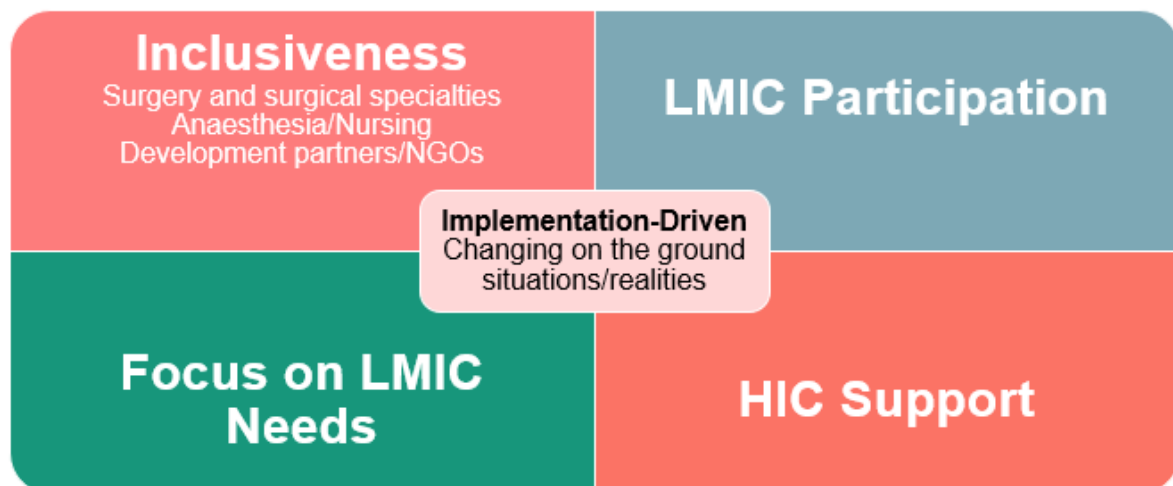 Inclusiveness
Surgery and surgical specialties
Anaesthesia/Nursing
Development partners/NGOs
LMIC Participation
Implementation-Driven
Changing on the ground
situations/realities
Focus on LMIC
Needs
HIC Support